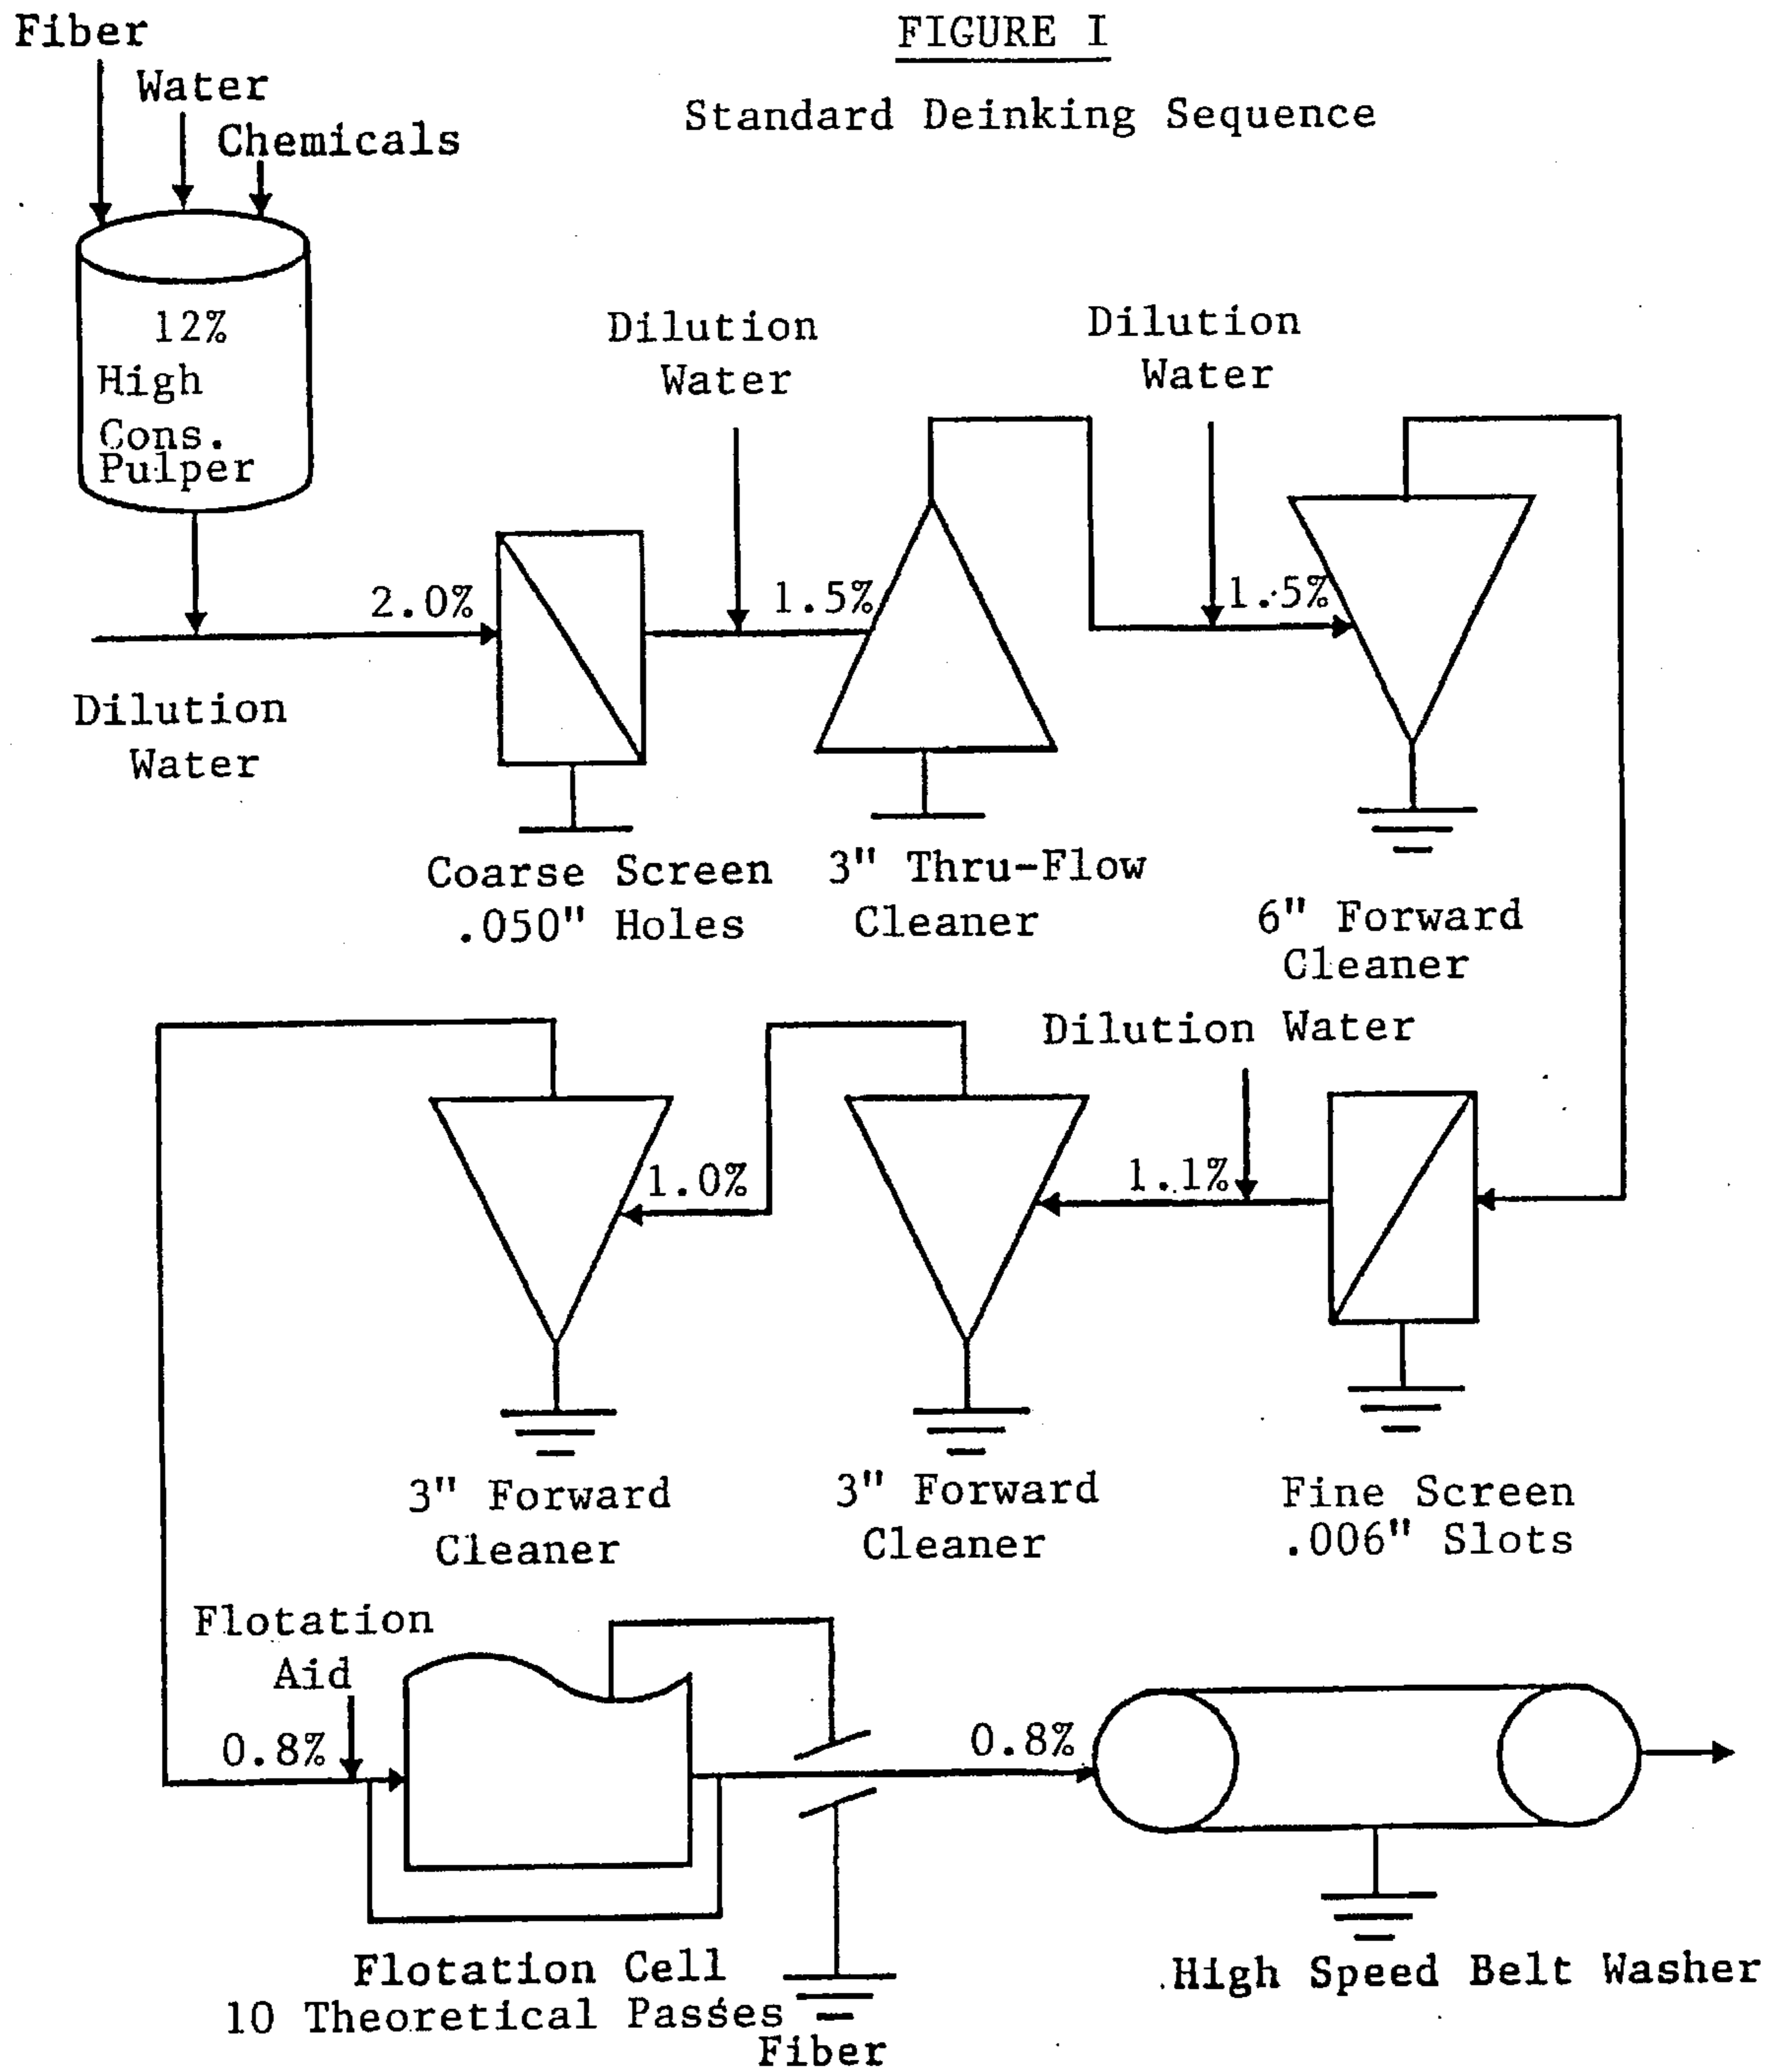 FIGURE I
Standard Deinking Sequence
Fiber
Water
Chemicals
12%
High
Cons.
Pulper
Dilution
Water
2.0%
Dilution
Water
1.5%
Dilution
Water
1.5%
Coarse Screen
.050" Holes
3" Thru-Flow
Cleaner
6" Forward
Cleaner
Dilution Water
1.1%
1.0%
3" Forward
Cleaner
3" Forward
Cleaner
Fine Screen
.006" Slots
Flotation
Aid
0.8%
0.8%
Flotation Cell
10 Theoretical Passes
Fiber
High Speed Belt Washer